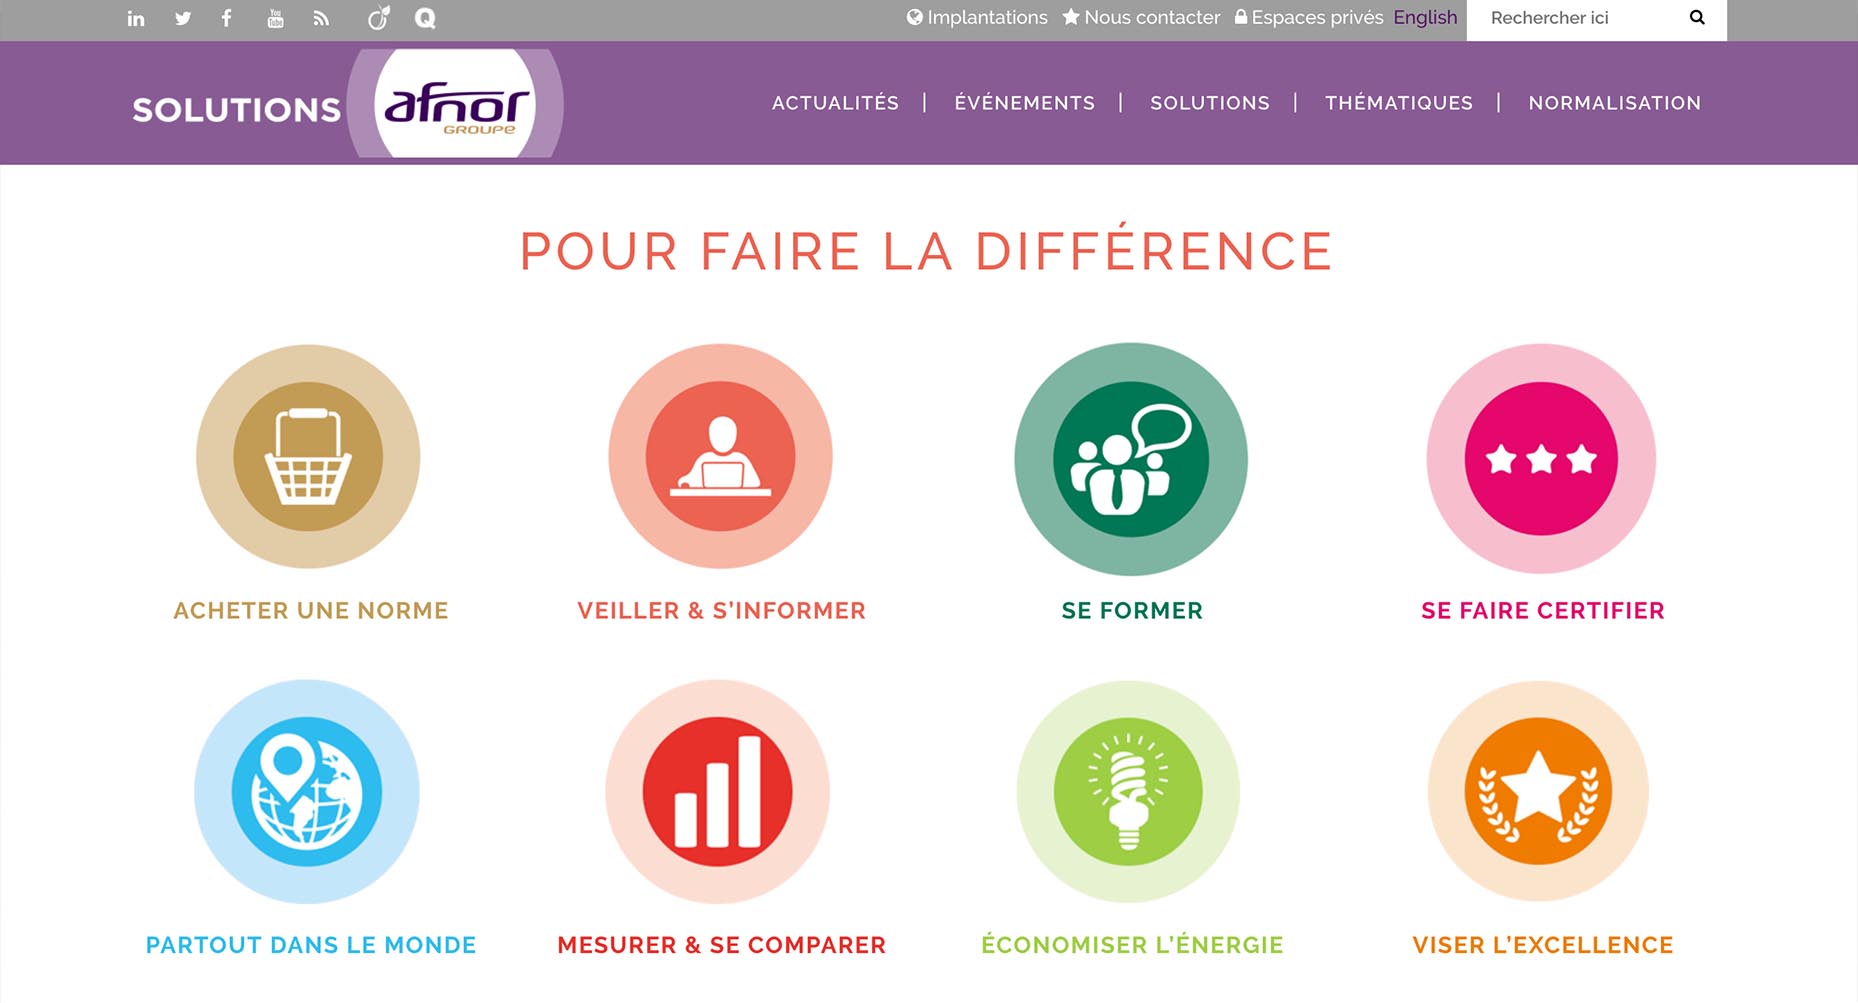 in You Tube Q Implantations Nous contacter Espaces privés English Rechercher ici
SOLUTIONS afnor GROUPE ACTUALITÉS | ÉVÉNEMENTS | SOLUTIONS | THÉMATIQUES | NORMALISATION
POUR FAIRE LA DIFFÉRENCE
ACHETER UNE NORME VEILLER & S’INFORMER SE FORMER SE FAIRE CERTIFIER
PARTOUT DANS LE MONDE MESURER & SE COMPARER ÉCONOMISER L’ÉNERGIE VISER L’EXCELLENCE